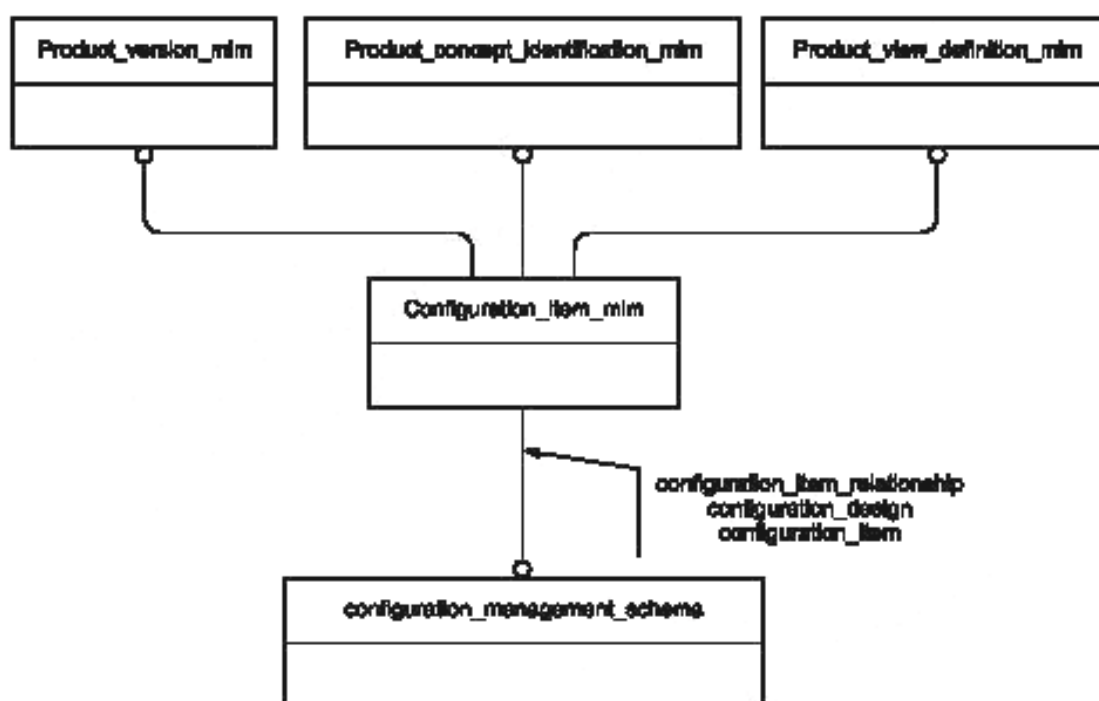 Product_version_mim
Product_concept_identification_mim
Product_view_definition_mim
Configuration_item_mim
configuration_item_relationship
configuration_design
configuration_item
configuration_management_schema